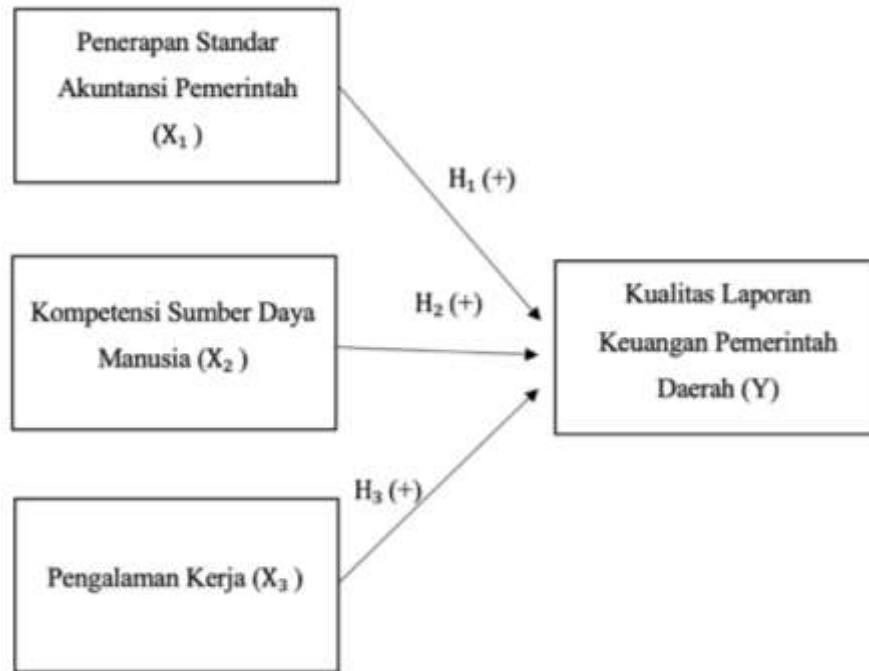 Penerapan Standar
Akuntansi Pemerintah
(X₁ )
H₁ (+)
Kompetensi Sumber Daya
Manusia (X₂ )
H₂ (+)
Kualitas Laporan
Keuangan Pemerintah
Daerah (Y)
H₃ (+)
Pengalaman Kerja (X₃ )